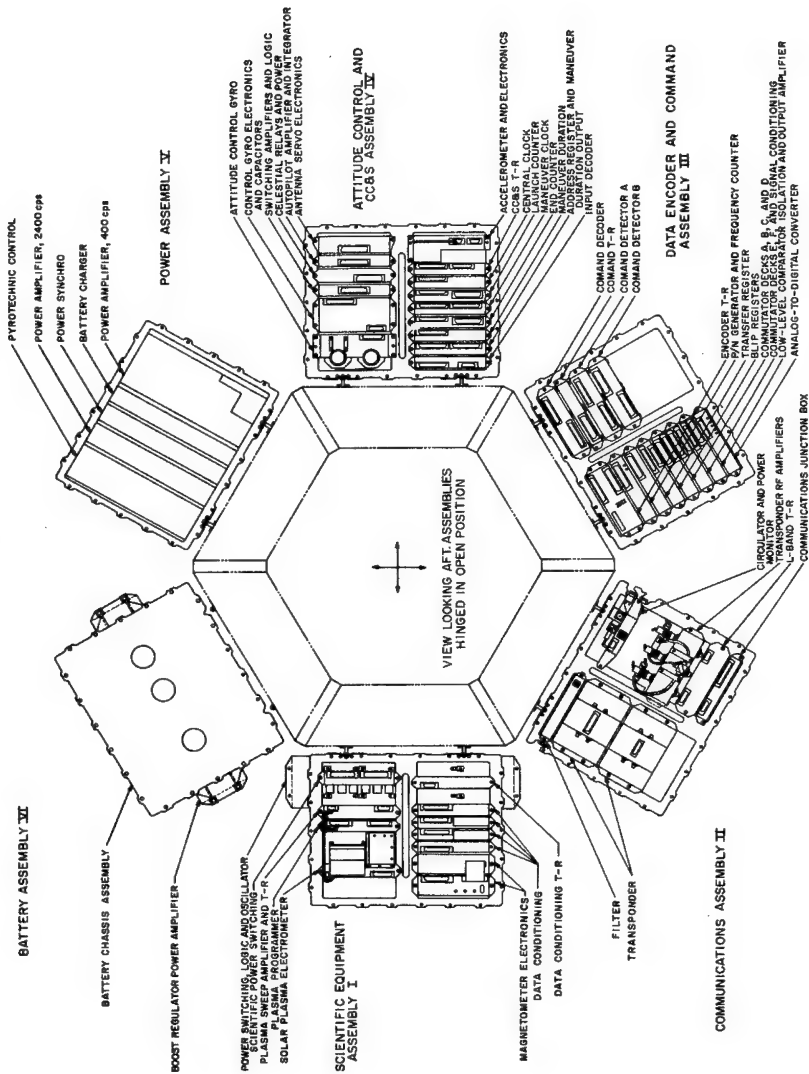 BATTERY ASSEMBLY VI
BATTERY CHASSIS ASSEMBLY
BOOST REGULATOR POWER AMPLIFIER
POWER SWITCHING, LOGIC AND OSCILLATOR
SCIENTIFIC POWER SWITCHING
PLASMA SWEEP AMPLIFIER AND T-R
PLASMA PROGRAMMER
SOLAR PLASMA ELECTROMETER
SCIENTIFIC EQUIPMENT
ASSEMBLY I
MAGNETOMETER ELECTRONICS
DATA CONDITIONING
DATA CONDITIONING T-R
FILTER
TRANSPONDER
COMMUNICATIONS ASSEMBLY II
PYROTECHNIC CONTROL
POWER AMPLIFIER, 2400 cps
POWER SYNCHRO
BATTERY CHARGER
POWER AMPLIFIER, 400 cps
POWER ASSEMBLY V
ATTITUDE CONTROL GYRO
CONTROL GYRO ELECTRONICS
AND CAPACITORS
SWITCHING AMPLIFIERS AND LOGIC
CELESTIAL RELAYS AND POWER
AUTOPILOT AMPLIFIER AND INTEGRATOR
ANTENNA SERVO ELECTRONICS
ATTITUDE CONTROL AND
CC&S ASSEMBLY IV
VIEW LOOKING AFT. ASSEMBLIES
HINGED IN OPEN POSITION
ACCELEROMETER AND ELECTRONICS
CC&S T-R
CENTRAL CLOCK
LAUNCH COUNTER
MANEUVER CLOCK
END COUNTER
MANEUVER DURATION
ADDRESS REGISTER AND MANEUVER
DURATION OUTPUT
INPUT DECODER
COMAND DECODER
COMAND T-R
COMAND DETECTOR A
COMAND DETECTOR B
DATA ENCODER AND COMMAND
ASSEMBLY III
ENCODER T-R
P/N GENERATOR AND FREQUENCY COUNTER
TRANSFER REGISTER
BLIP REGISTERS
COMMUTATOR DECKS A, B, C, AND D
COMMUTATOR DECKS E, F, AND SIGNAL CONDITIONING
LOW-LEVEL COMPARATOR ISOLATION AND OUTPUT AMPLIFIER
ANALOG-TO-DIGITAL CONVERTER
CIRCULATOR AND POWER
MONITOR
TRANSPONDER RF AMPLIFIERS
L-BAND T-R
COMMUNICATIONS JUNCTION BOX